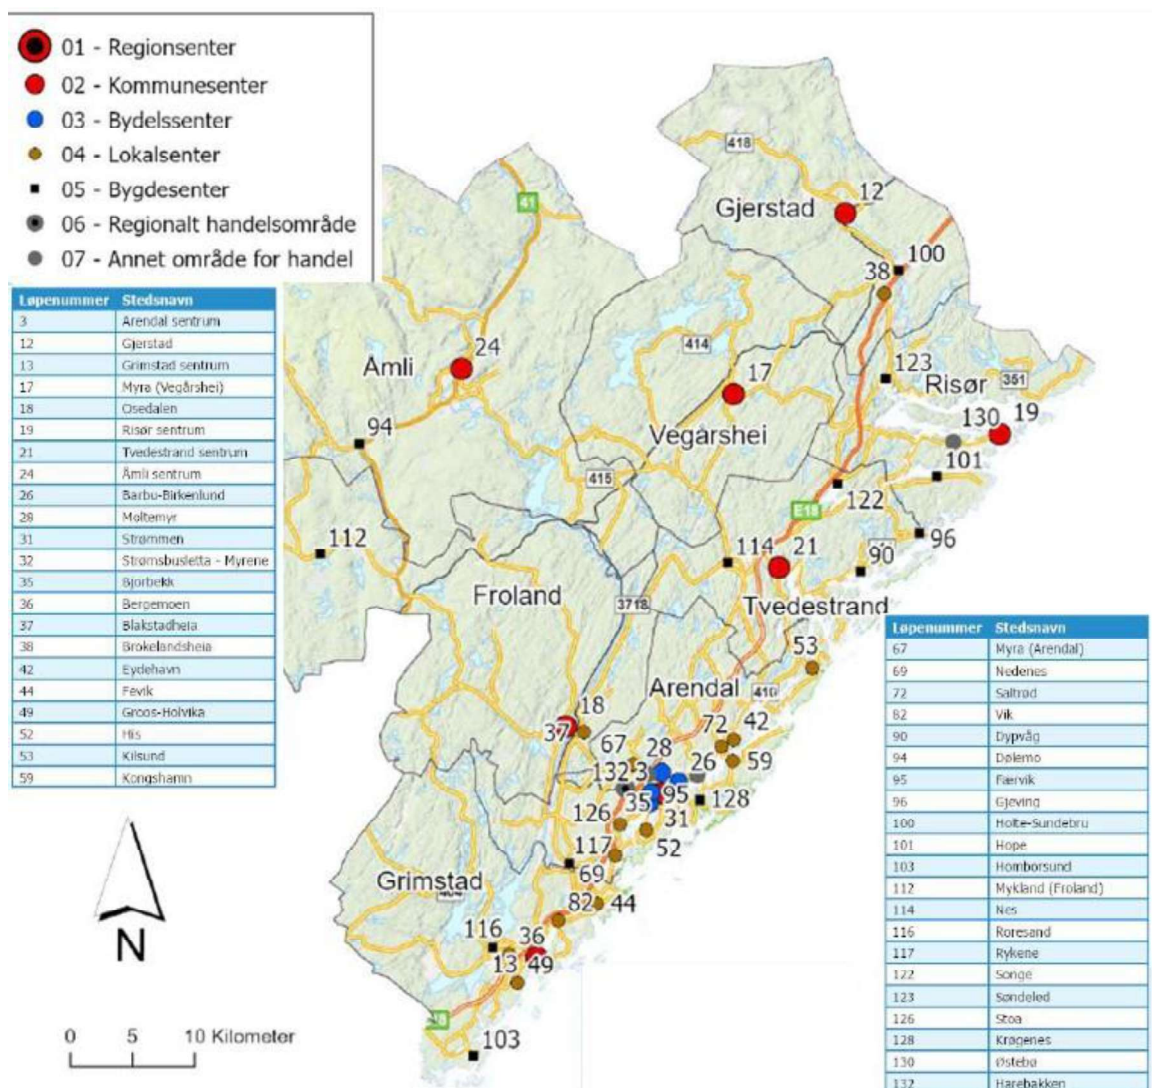 01 - Regionsenter
02 - Kommunesenter
03 - Bydelssenter
04 - Lokalsenter
05 - Bygdesenter
06 - Regionalt handelsområde
07 - Annet område for handel
Løpenummer Stedsnavn
3 Arendal sentrum
12 Gjerstad
13 Grimstad sentrum
17 Myra (Vegårshei)
18 Osedalen
19 Risør sentrum
21 Tvedestrand sentrum
24 Åmli sentrum
26 Barbu-Birkenlund
28 Moltemyr
31 Strømmen
32 Strømsbusletta - Myrene
35 Bjorbekk
36 Bergemoen
37 Blakstadheia
38 Brokelandsheia
42 Eydehavn
44 Fevik
49 Groos-Holvika
52 His
53 Kilsund
59 Kongshamn
418
12
Gjerstad
41
100
38
414
24
Åmli
123
Risør
351
17
130
19
94
Vegårshei
101
415
122
E18
112
114
21
96
90
Froland
3718
Tvedestrand
53
Arendal
410
18
37
72
42
67
28
26
59
132
3
35
95
128
126
31
52
117
69
Grimstad
404
82
44
116
36
13
49
103
N
0 5 10 Kilometer
Løpenummer Stedsnavn
67 Myra (Arendal)
69 Nedenes
72 Saltrød
82 Vik
90 Dypvåg
94 Dølemo
95 Færvik
96 Gjeving
100 Holte-Sundebru
101 Hope
103 Homborsund
112 Mykland (Froland)
114 Nes
116 Roresand
117 Rykene
122 Songe
123 Søndeled
126 Stoa
128 Krøgenes
130 Østebø
132 Harebakken